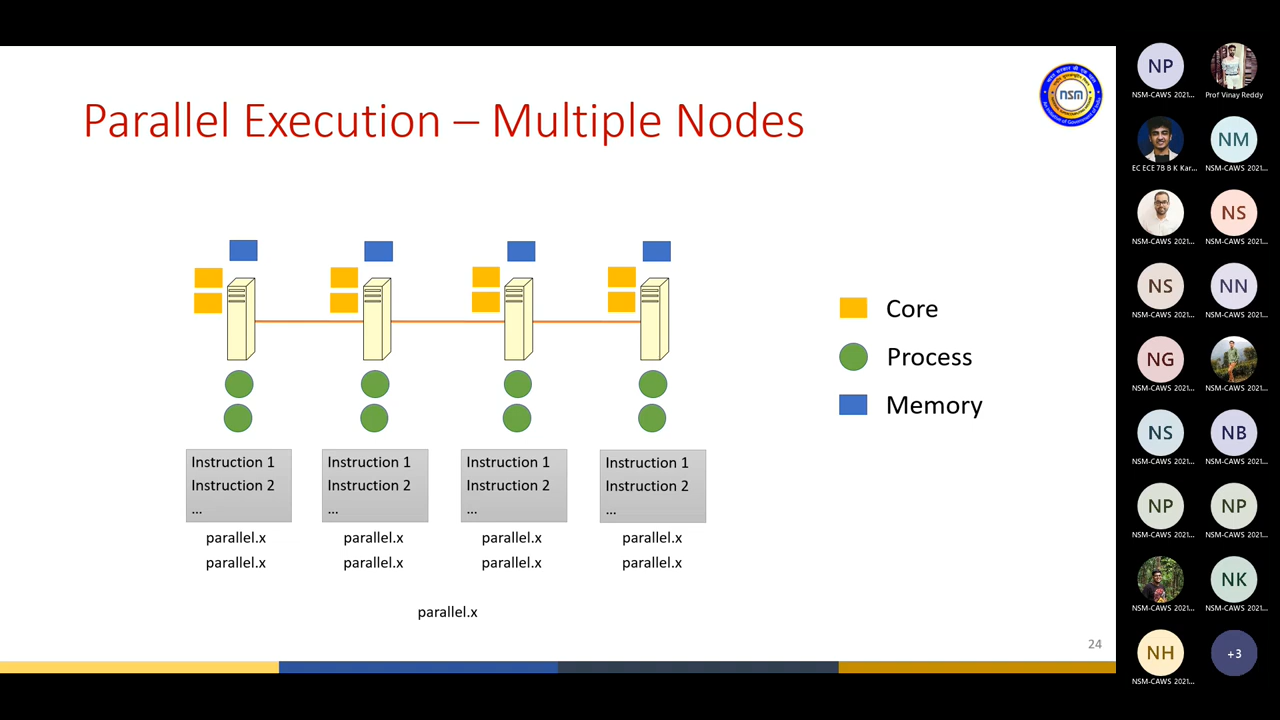 Parallel Execution – Multiple Nodes
nsm
Core
Process
Memory
Instruction 1
Instruction 2
...
Instruction 1
Instruction 2
...
Instruction 1
Instruction 2
...
Instruction 1
Instruction 2
...
parallel.x parallel.x parallel.x parallel.x
parallel.x parallel.x parallel.x parallel.x
parallel.x
24
NP
NSM-CAWS 2021... Prof Vinay Reddy
NM
EC ECE 7B B K Kar... NSM-CAWS 2021...
NS
NSM-CAWS 2021... NSM-CAWS 2021...
NS NN
NSM-CAWS 2021... NSM-CAWS 2021...
NG
NSM-CAWS 2021... NSM-CAWS 2021...
NS NB
NSM-CAWS 2021... NSM-CAWS 2021...
NP NP
NSM-CAWS 2021... NSM-CAWS 2021...
NK
NSM-CAWS 2021... NSM-CAWS 2021...
NH +3
NSM-CAWS 2021...